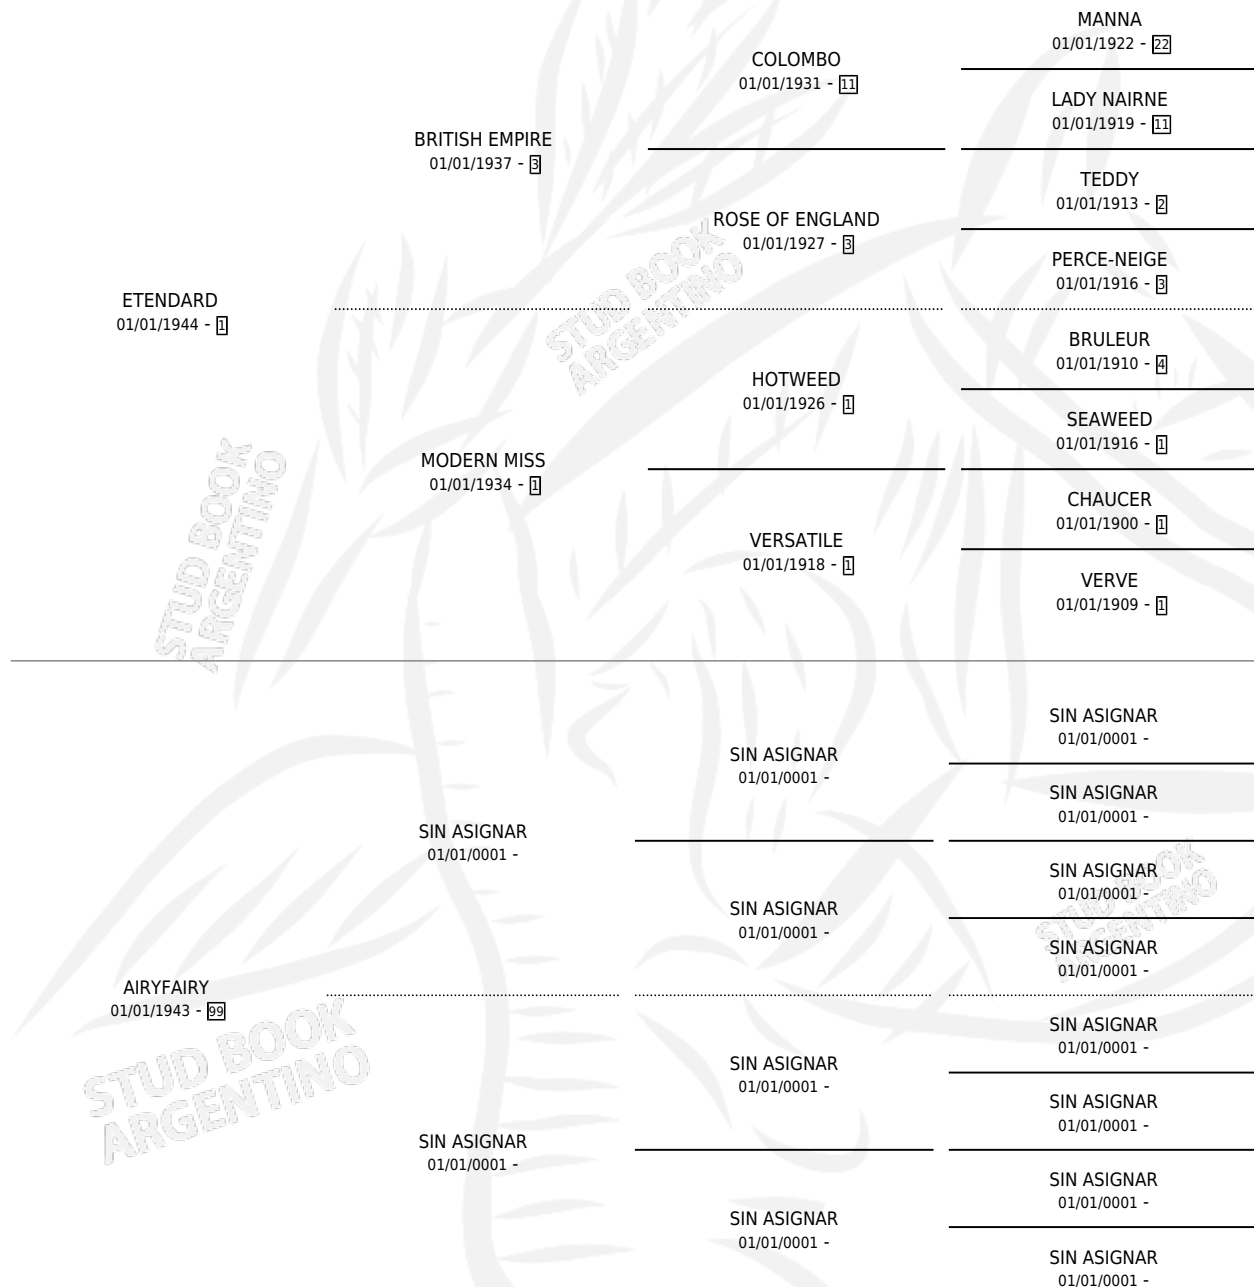 MANNA
01/01/1922 - 22
COLOMBO
01/01/1931 - 11
LADY NAIRNE
01/01/1919 - 11
BRITISH EMPIRE
01/01/1937 - 3
TEDDY
01/01/1913 - 2
ROSE OF ENGLAND
01/01/1927 - 3
PERCE-NEIGE
01/01/1916 - 3
STUD BOOK
ARGENTINO
ETENDARD
01/01/1944 - 1
BRULEUR
01/01/1910 - 4
HOTWEED
01/01/1926 - 1
SEAWEED
01/01/1916 - 1
MODERN MISS
01/01/1934 - 1
STUD BOOK
ARGENTINO
CHAUCER
01/01/1900 - 1
VERSATILE
01/01/1918 - 1
VERVE
01/01/1909 - 1
SIN ASIGNAR
01/01/0001 -
SIN ASIGNAR
01/01/0001 -
SIN ASIGNAR
01/01/0001 -
SIN ASIGNAR
01/01/0001 -
SIN ASIGNAR
01/01/0001 -
SIN ASIGNAR
01/01/0001 -
SIN ASIGNAR
01/01/0001 -
STUD BOOK
ARGENTINO
AIRYFAIRY
01/01/1943 - 99
SIN ASIGNAR
01/01/0001 -
SIN ASIGNAR
01/01/0001 -
SIN ASIGNAR
01/01/0001 -
STUD BOOK
ARGENTINO
SIN ASIGNAR
01/01/0001 -
SIN ASIGNAR
01/01/0001 -
SIN ASIGNAR
01/01/0001 -
SIN ASIGNAR
01/01/0001 -